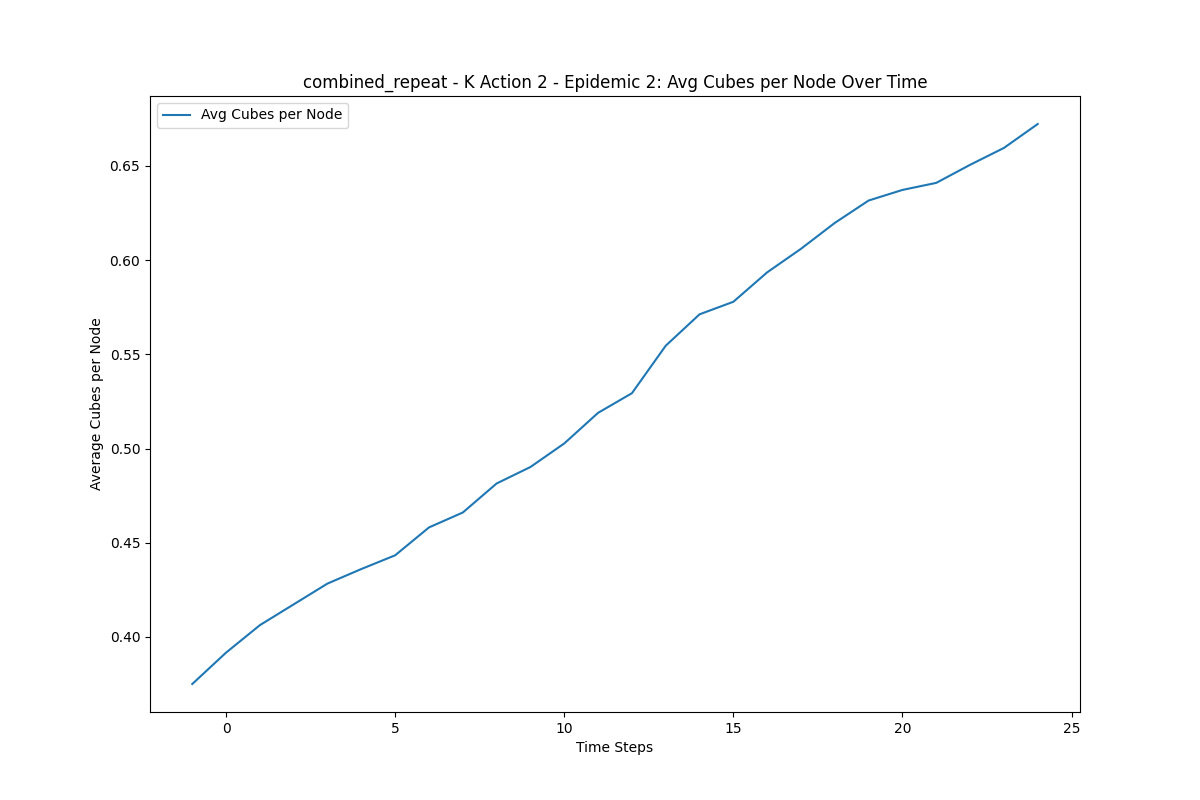 combined_repeat - K Action 2 - Epidemic 2: Avg Cubes per Node Over Time
Avg Cubes per Node
Average Cubes per Node
0.65
0.60
0.55
0.50
0.45
0.40
0 5 10 15 20 25
Time Steps